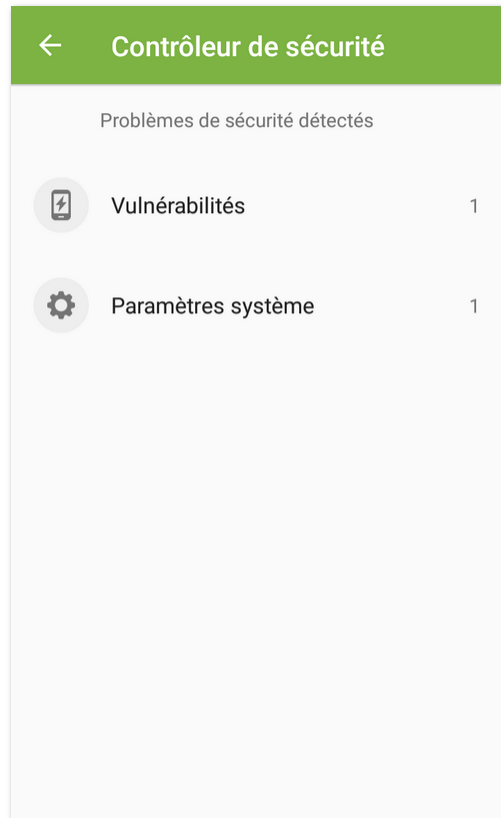 Contrôleur de sécurité
Problèmes de sécurité détectés
Vulnérabilités 1
Paramètres système 1